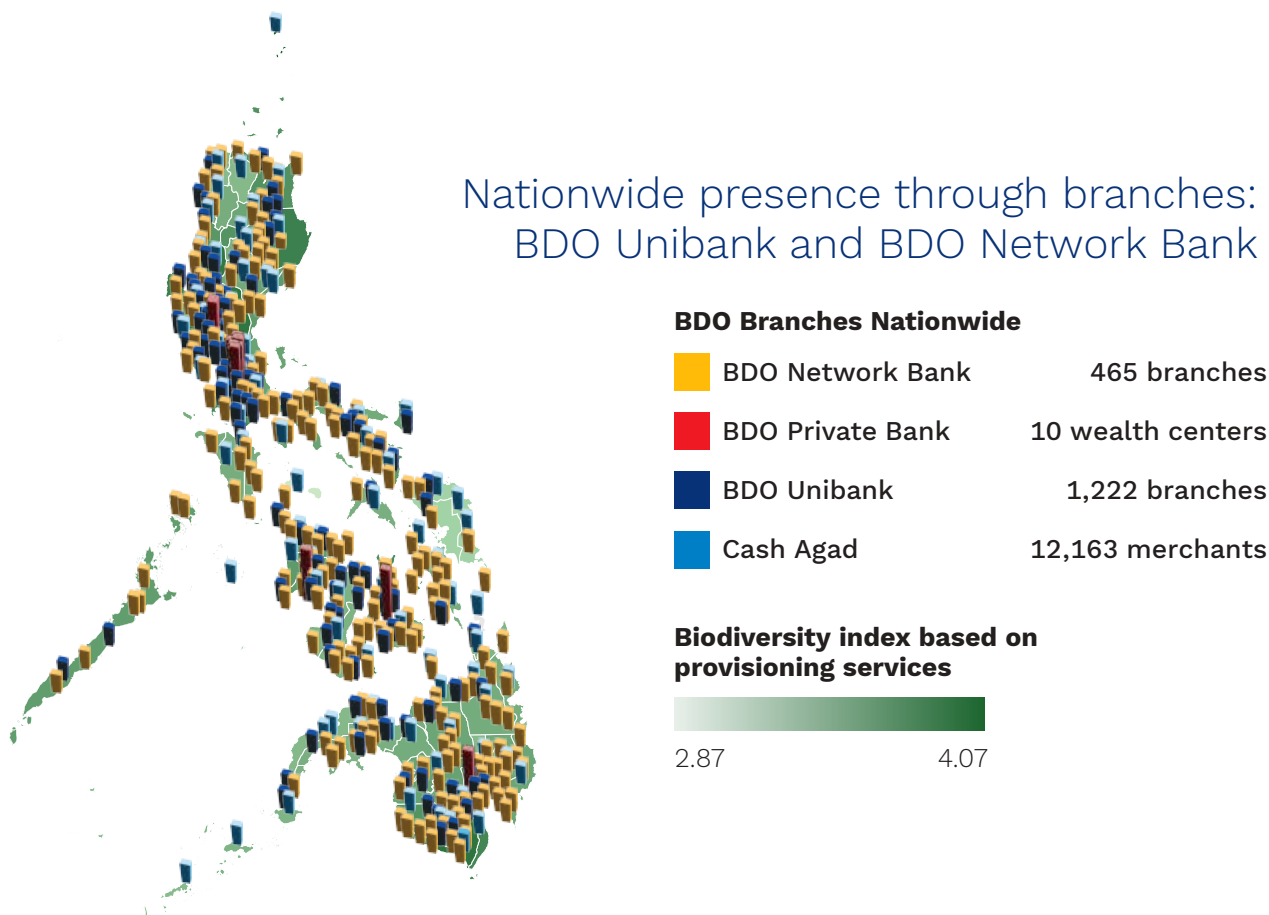 Nationwide presence through branches:
BDO Unibank and BDO Network Bank
BDO Branches Nationwide
BDO Network Bank 465 branches
BDO Private Bank 10 wealth centers
BDO Unibank 1,222 branches
Cash Agad 12,163 merchants
Biodiversity index based on
provisioning services
2.87 4.07